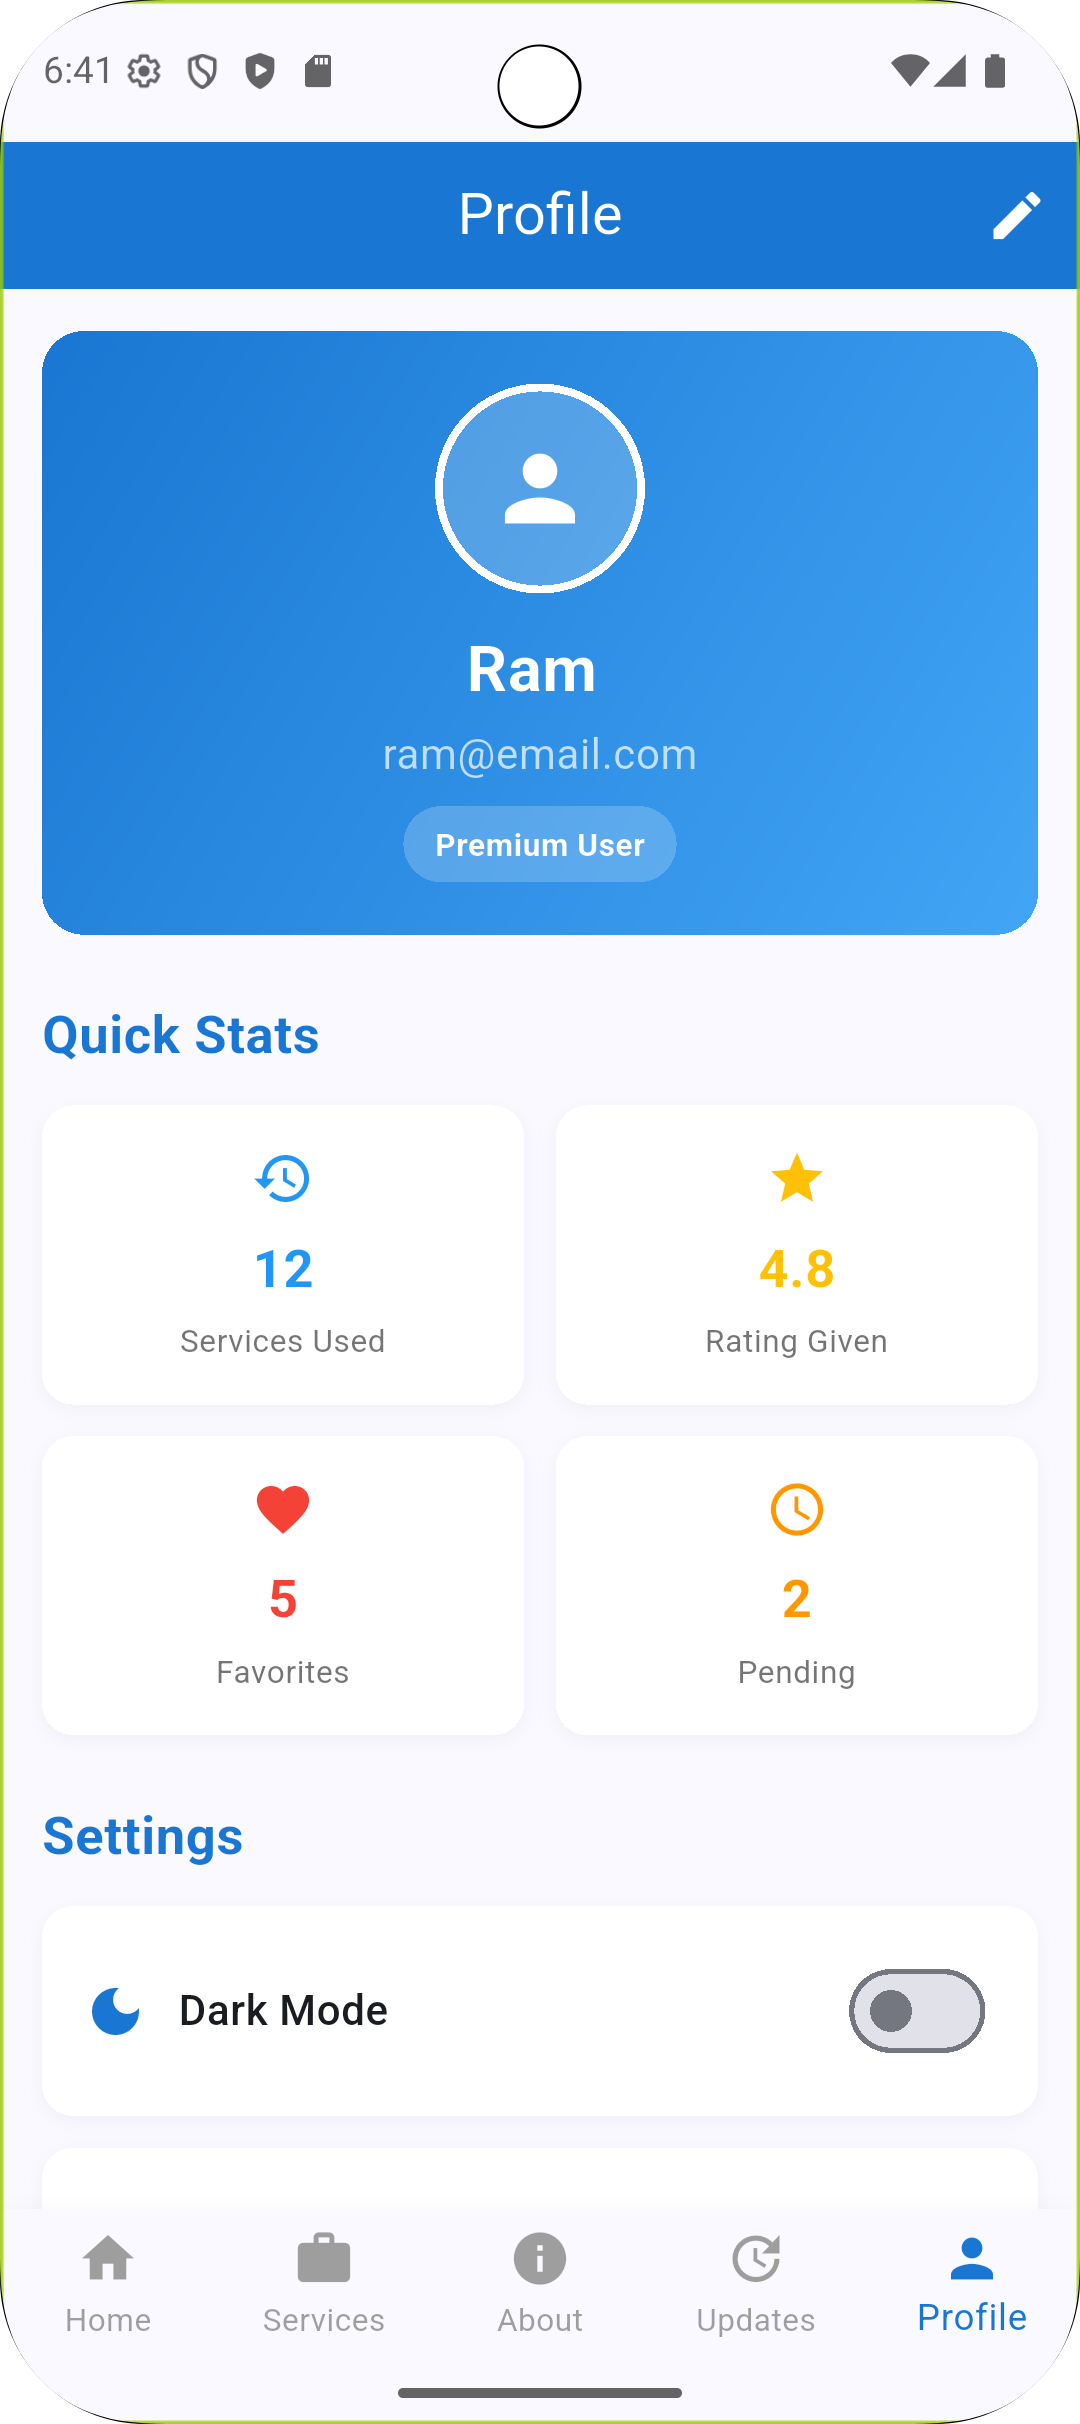 6:41
Profile
Ram
ram@email.com
Premium User
Quick Stats
12
Services Used
4.8
Rating Given
5
Favorites
2
Pending
Settings
Dark Mode
Home
Services
About
Updates
Profile